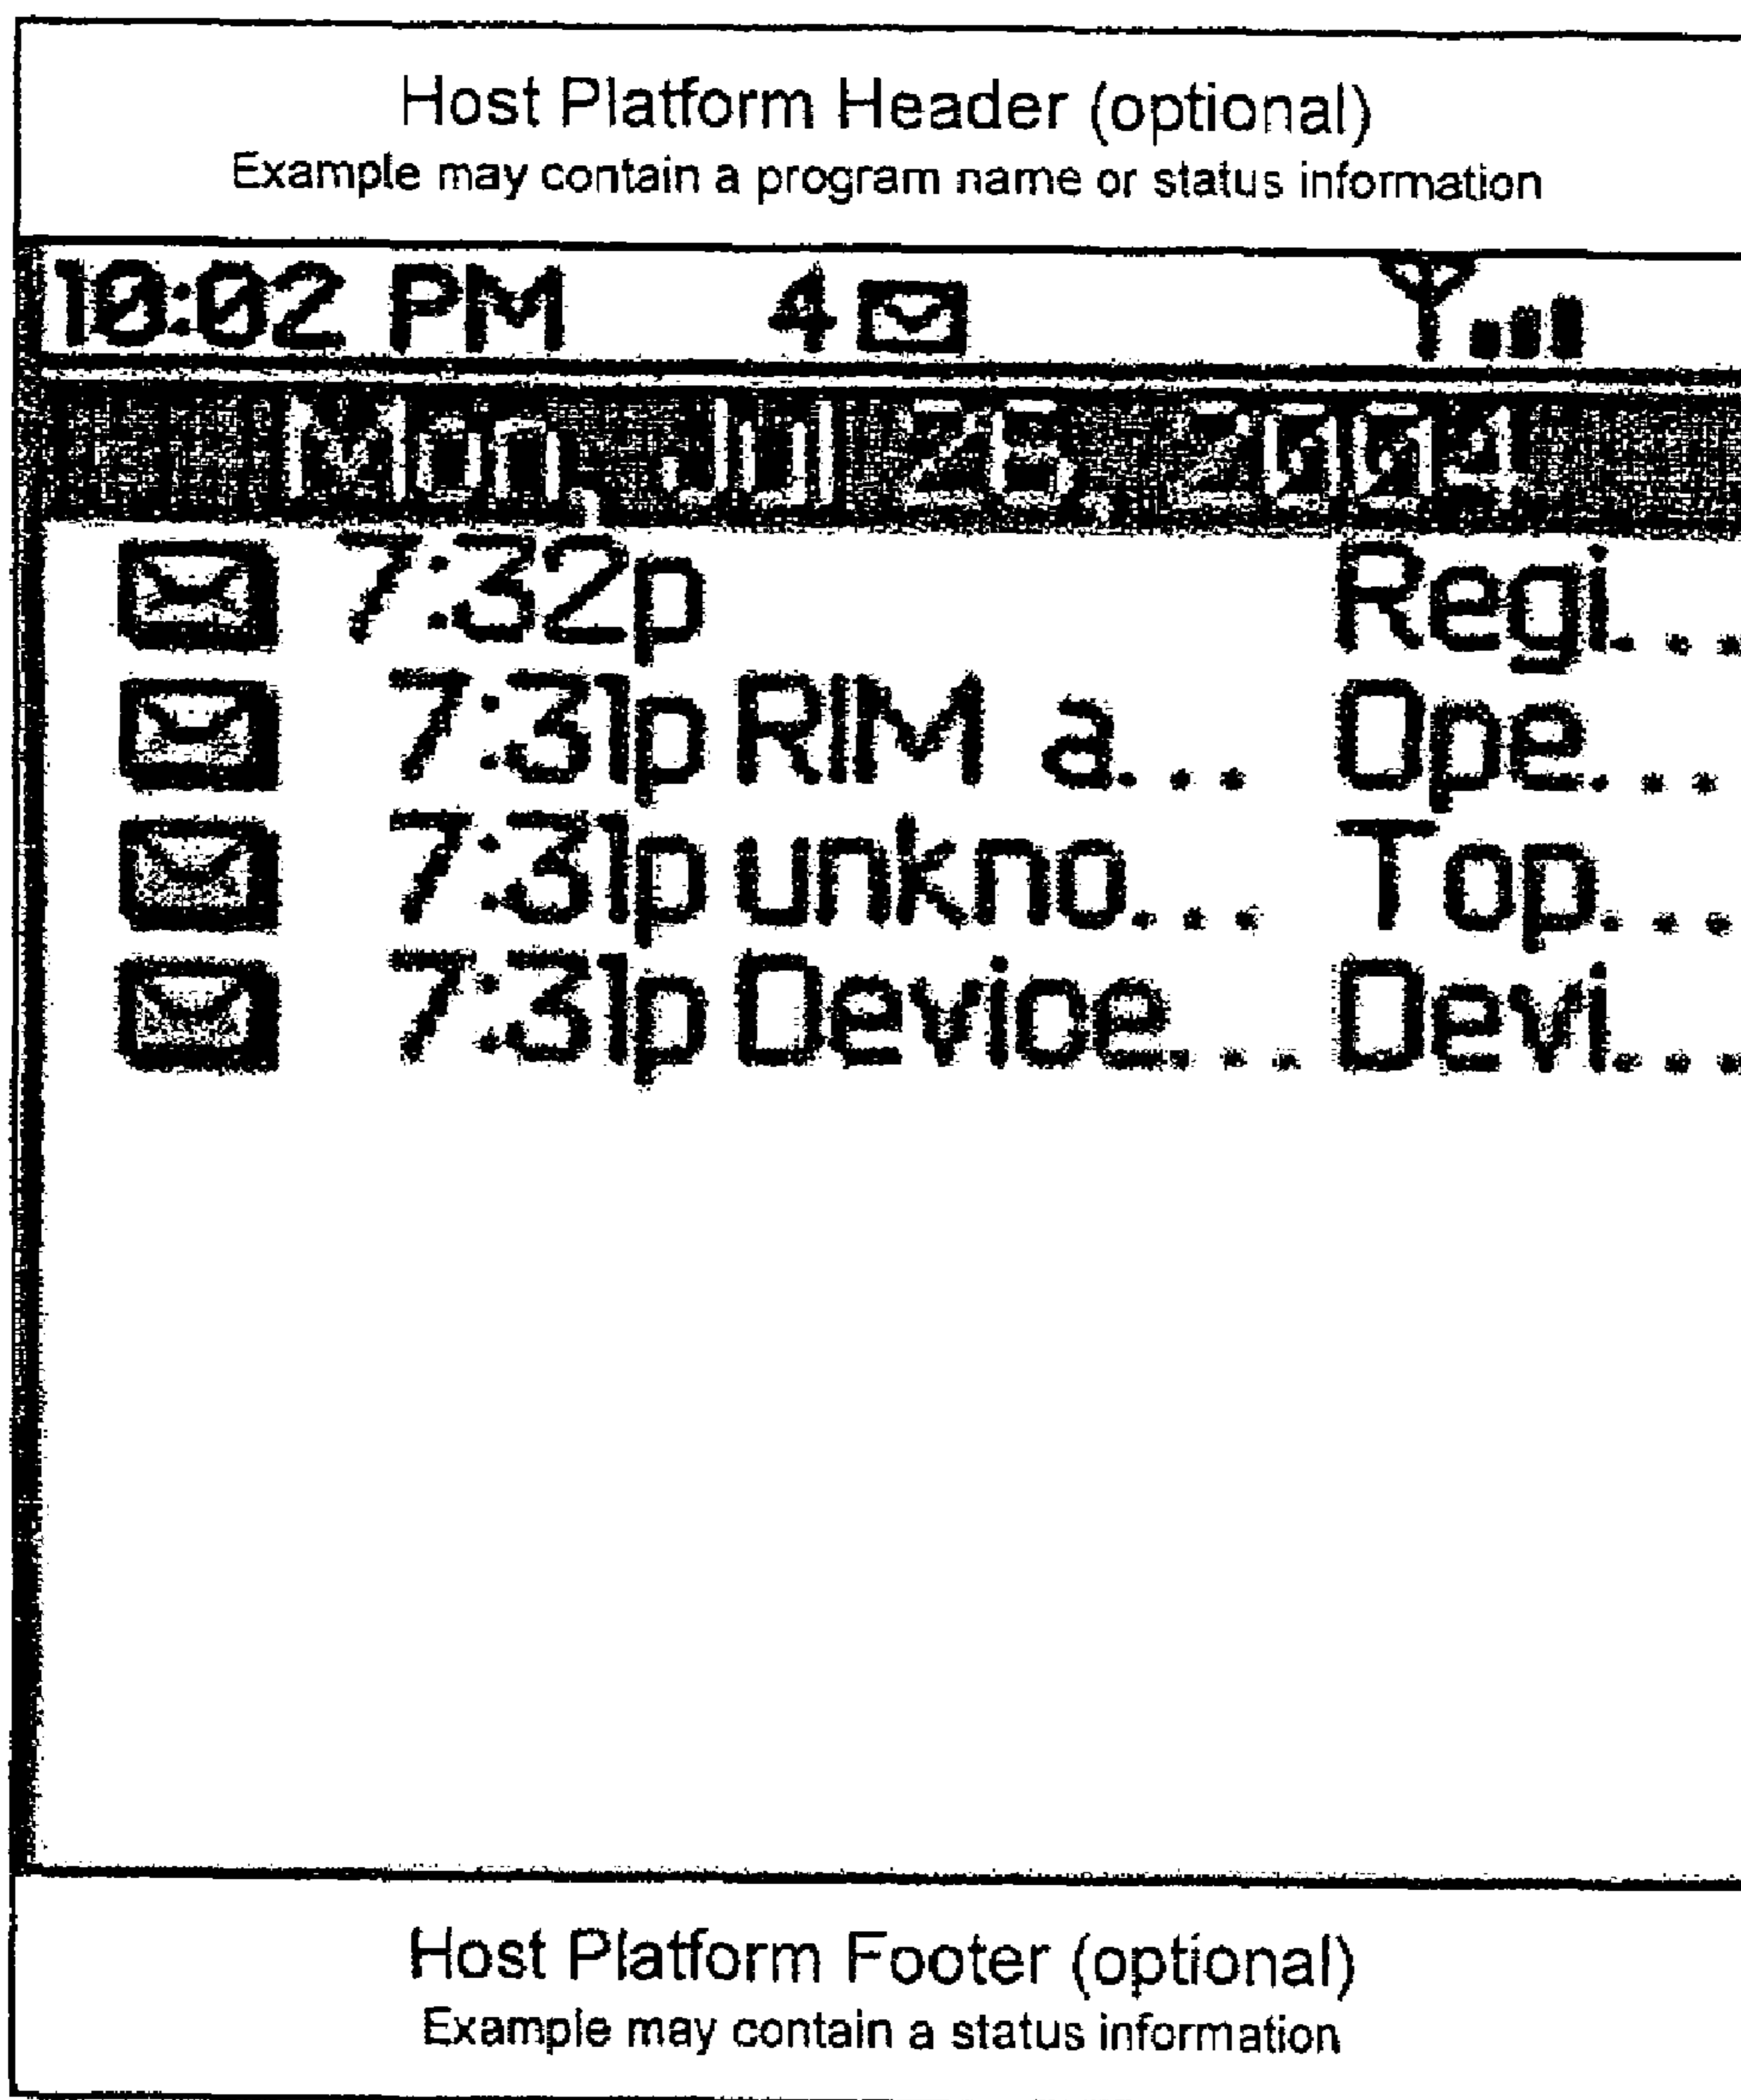 Host Platform Header (optional)
Example may contain a program name or status information
10:02 PM 4
Mon, Jul 26, 2004
7:32p Regi...
7:31p RIM a... Ope...
7:31p unkno... Top...
7:31p Device... Devi...
Host Platform Footer (optional)
Example may contain a status information